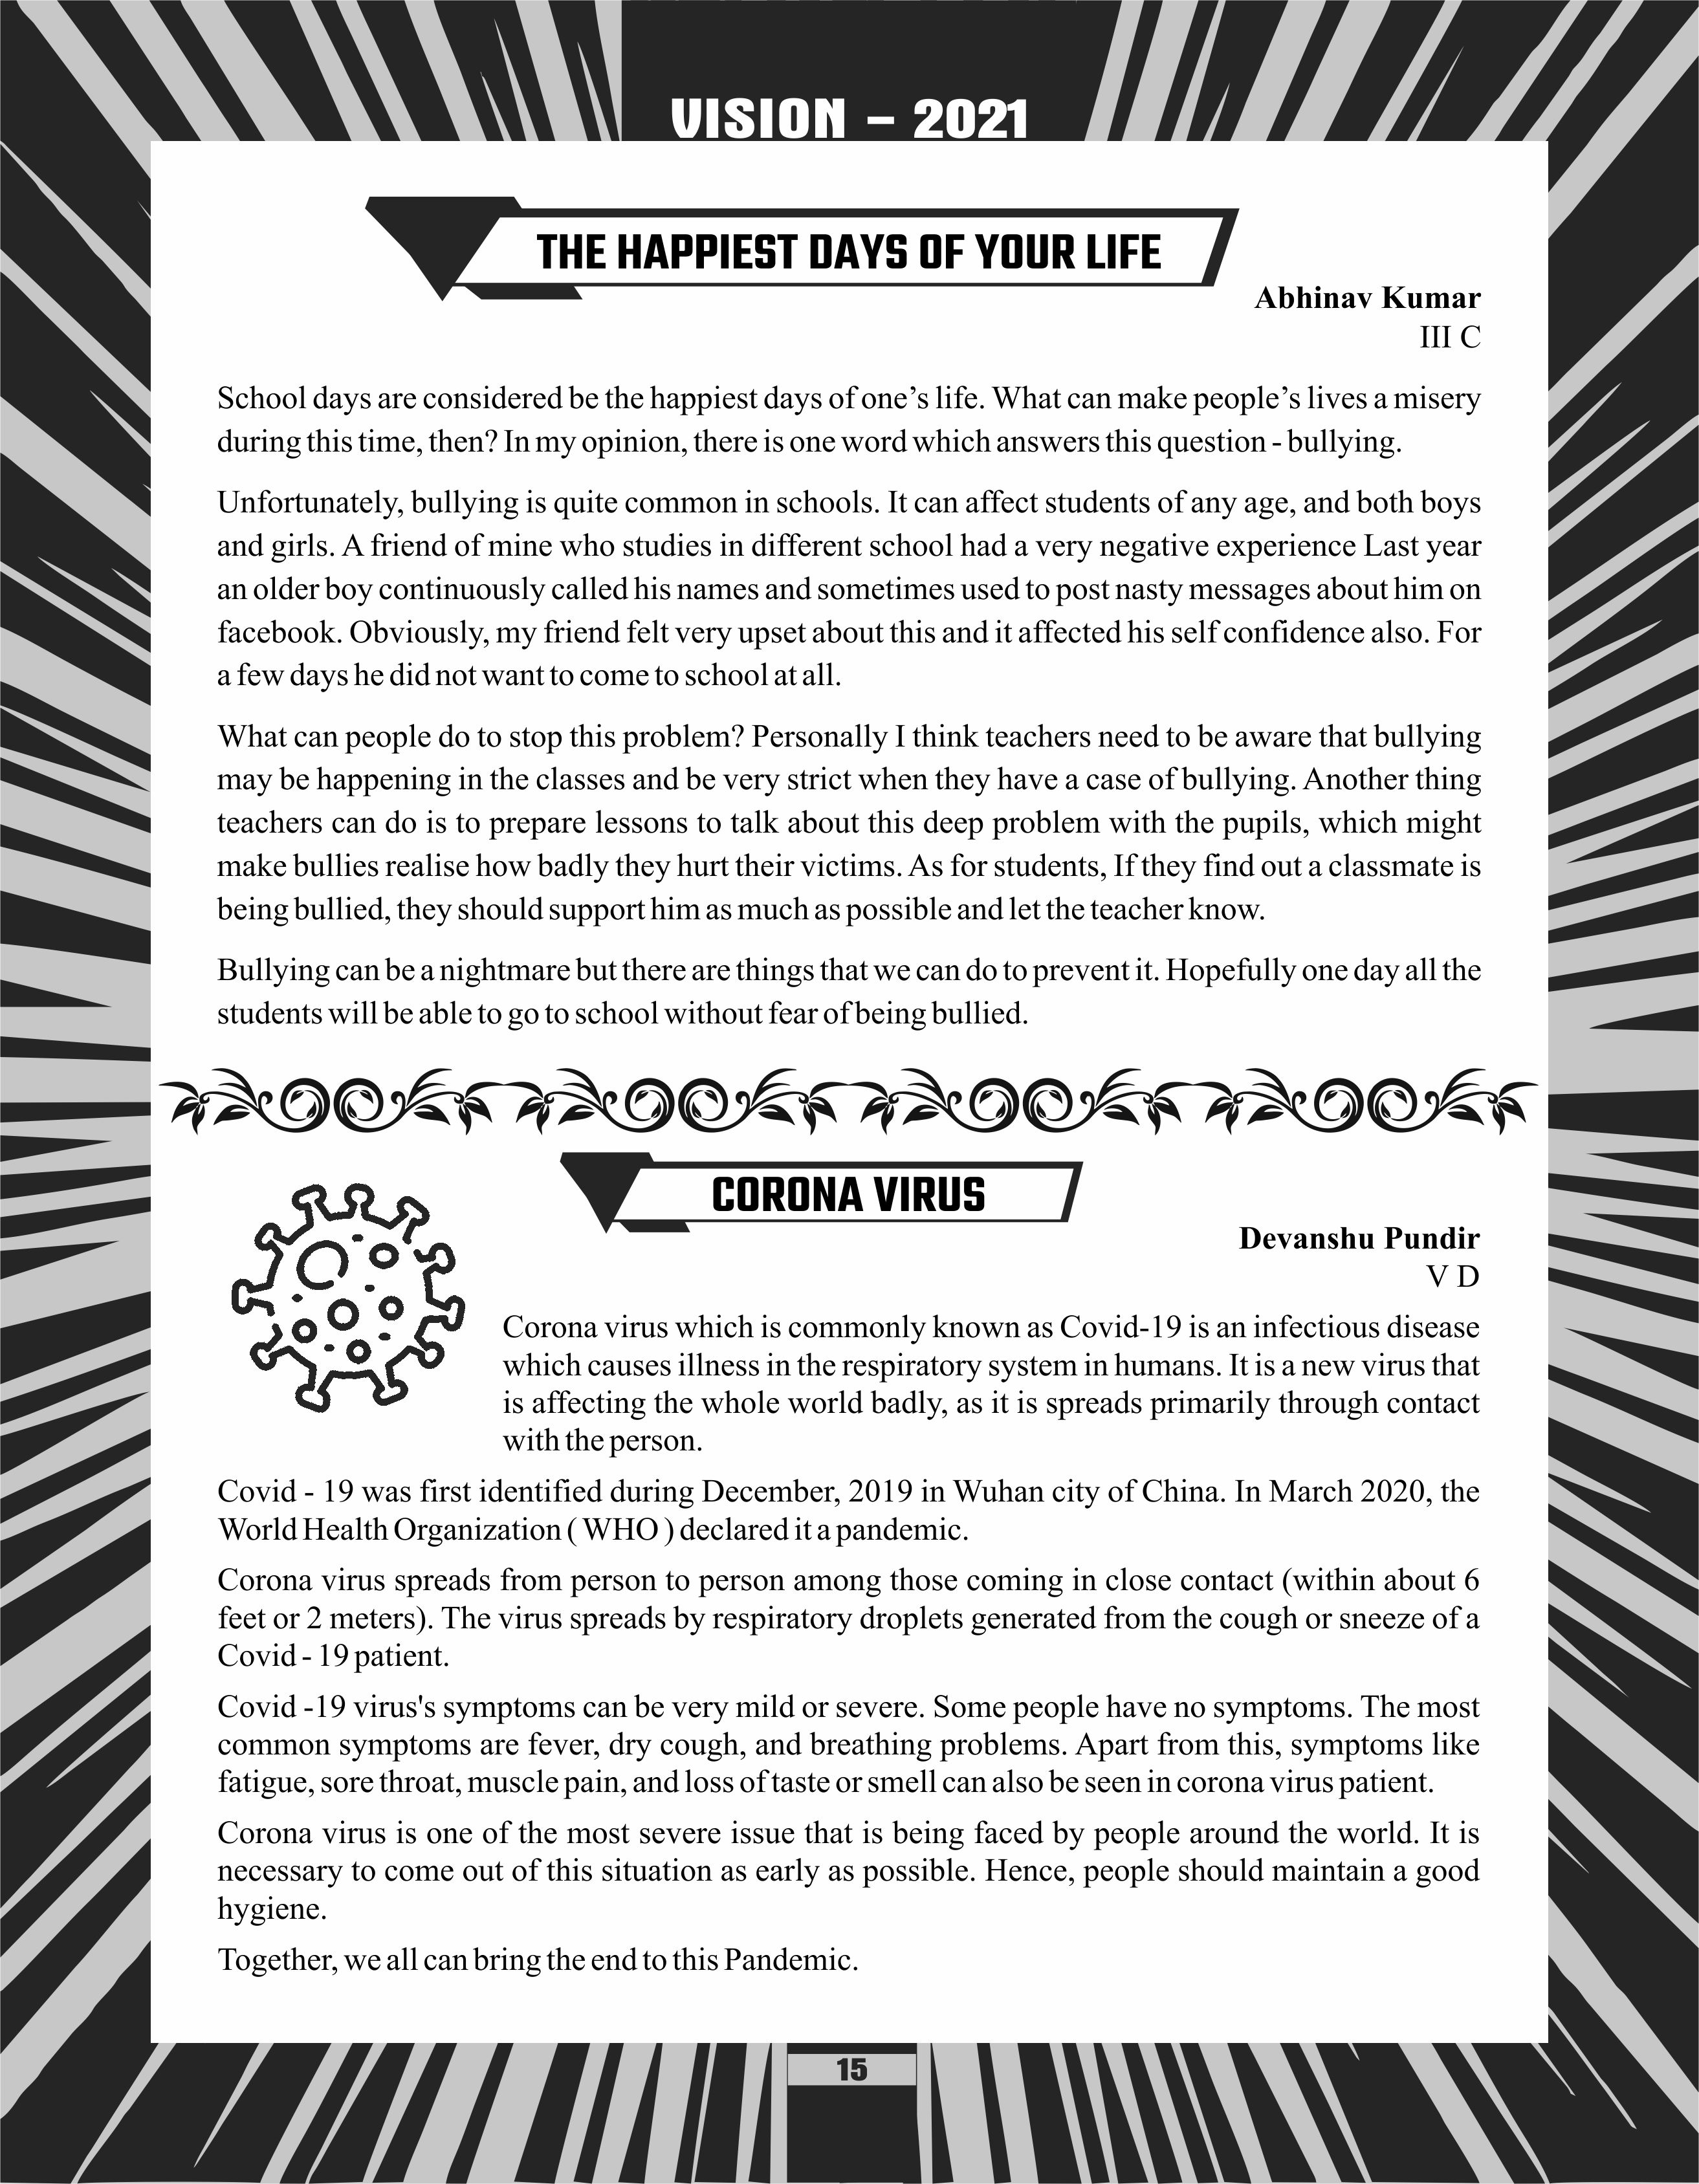 VISION – 2021
THE HAPPIEST DAYS OF YOUR LIFE
Abhinav Kumar
III C
School days are considered be the happiest days of one’s life. What can make people’s lives a misery
during this time, then? In my opinion, there is one word which answers this question - bullying.
Unfortunately, bullying is quite common in schools. It can affect students of any age, and both boys
and girls. A friend of mine who studies in different school had a very negative experience Last year
an older boy continuously called his names and sometimes used to post nasty messages about him on
facebook. Obviously, my friend felt very upset about this and it affected his self confidence also. For
a few days he did not want to come to school at all.
What can people do to stop this problem? Personally I think teachers need to be aware that bullying
may be happening in the classes and be very strict when they have a case of bullying. Another thing
teachers can do is to prepare lessons to talk about this deep problem with the pupils, which might
make bullies realise how badly they hurt their victims. As for students, If they find out a classmate is
being bullied, they should support him as much as possible and let the teacher know.
Bullying can be a nightmare but there are things that we can do to prevent it. Hopefully one day all the
students will be able to go to school without fear of being bullied.
CORONA VIRUS
Devanshu Pundir
V D
Corona virus which is commonly known as Covid-19 is an infectious disease
which causes illness in the respiratory system in humans. It is a new virus that
is affecting the whole world badly, as it is spreads primarily through contact
with the person.
Covid - 19 was first identified during December, 2019 in Wuhan city of China. In March 2020, the
World Health Organization ( WHO ) declared it a pandemic.
Corona virus spreads from person to person among those coming in close contact (within about 6
feet or 2 meters). The virus spreads by respiratory droplets generated from the cough or sneeze of a
Covid - 19 patient.
Covid -19 virus's symptoms can be very mild or severe. Some people have no symptoms. The most
common symptoms are fever, dry cough, and breathing problems. Apart from this, symptoms like
fatigue, sore throat, muscle pain, and loss of taste or smell can also be seen in corona virus patient.
Corona virus is one of the most severe issue that is being faced by people around the world. It is
necessary to come out of this situation as early as possible. Hence, people should maintain a good
hygiene.
Together, we all can bring the end to this Pandemic.
15